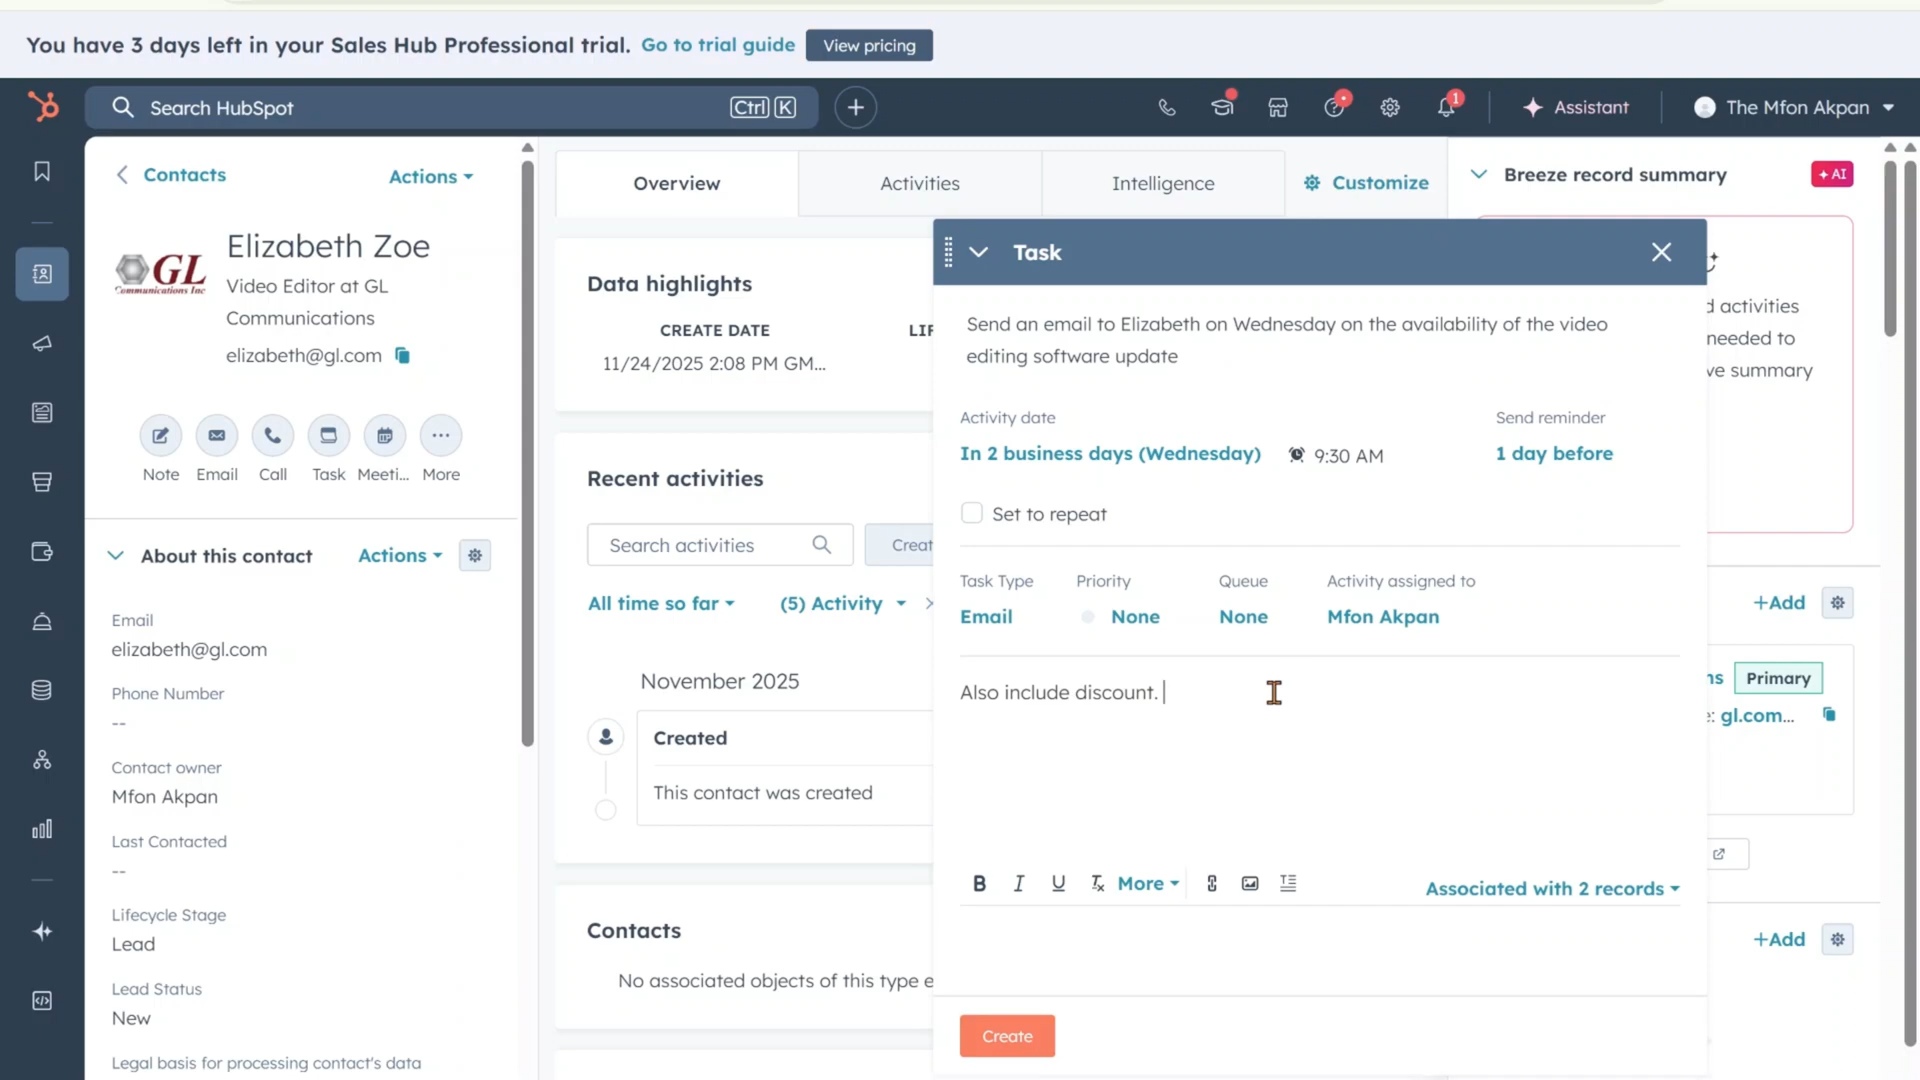 You have 3 days left in your Sales Hub Professional trial. Go to trial guide View pricing
Search HubSpot Ctrl K
1
Assistant
The Mfon Akpan
Contacts
Actions
GL
Communications Inc
Elizabeth Zoe
Video Editor at GL
Communications
elizabeth@gl.com
Note Email Call Task Meeti... More
About this contact Actions
Email
elizabeth@gl.com
Phone Number
--
Contact owner
Mfon Akpan
Last Contacted
--
Lifecycle Stage
Lead
Lead Status
New
Legal basis for processing contact's data
Overview Activities Intelligence Customize
Data highlights
CREATE DATE
11/24/2025 2:08 PM GM...
LIF
Recent activities
Search activities
Creat
All time so far (5) Activity
November 2025
Created
This contact was created
Contacts
No associated objects of this type e
Task
Send an email to Elizabeth on Wednesday on the availability of the video
editing software update
Activity date Send reminder
In 2 business days (Wednesday) 9:30 AM 1 day before
Set to repeat
Task Type Priority Queue Activity assigned to
Email None None Mfon Akpan
Also include discount.
B I U Tx More Associated with 2 records
Create
Breeze record summary AI
d activities
needed to
ve summary
+Add
ns Primary
e: gl.com...
+Add